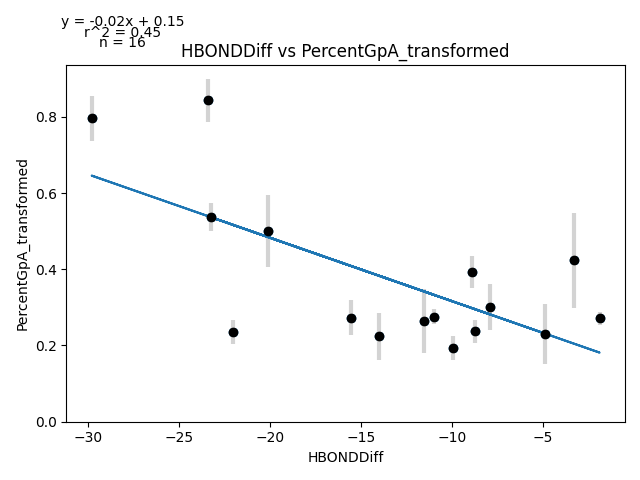 y = -0.02x + 0.15
r^2 = 0.45
n = 16
HBONDDiff vs PercentGpA_transformed
PercentGpA_transformed
0.8
0.6
0.4
0.2
0.0
−30
−25
−20
−15
−10
−5
HBONDDiff